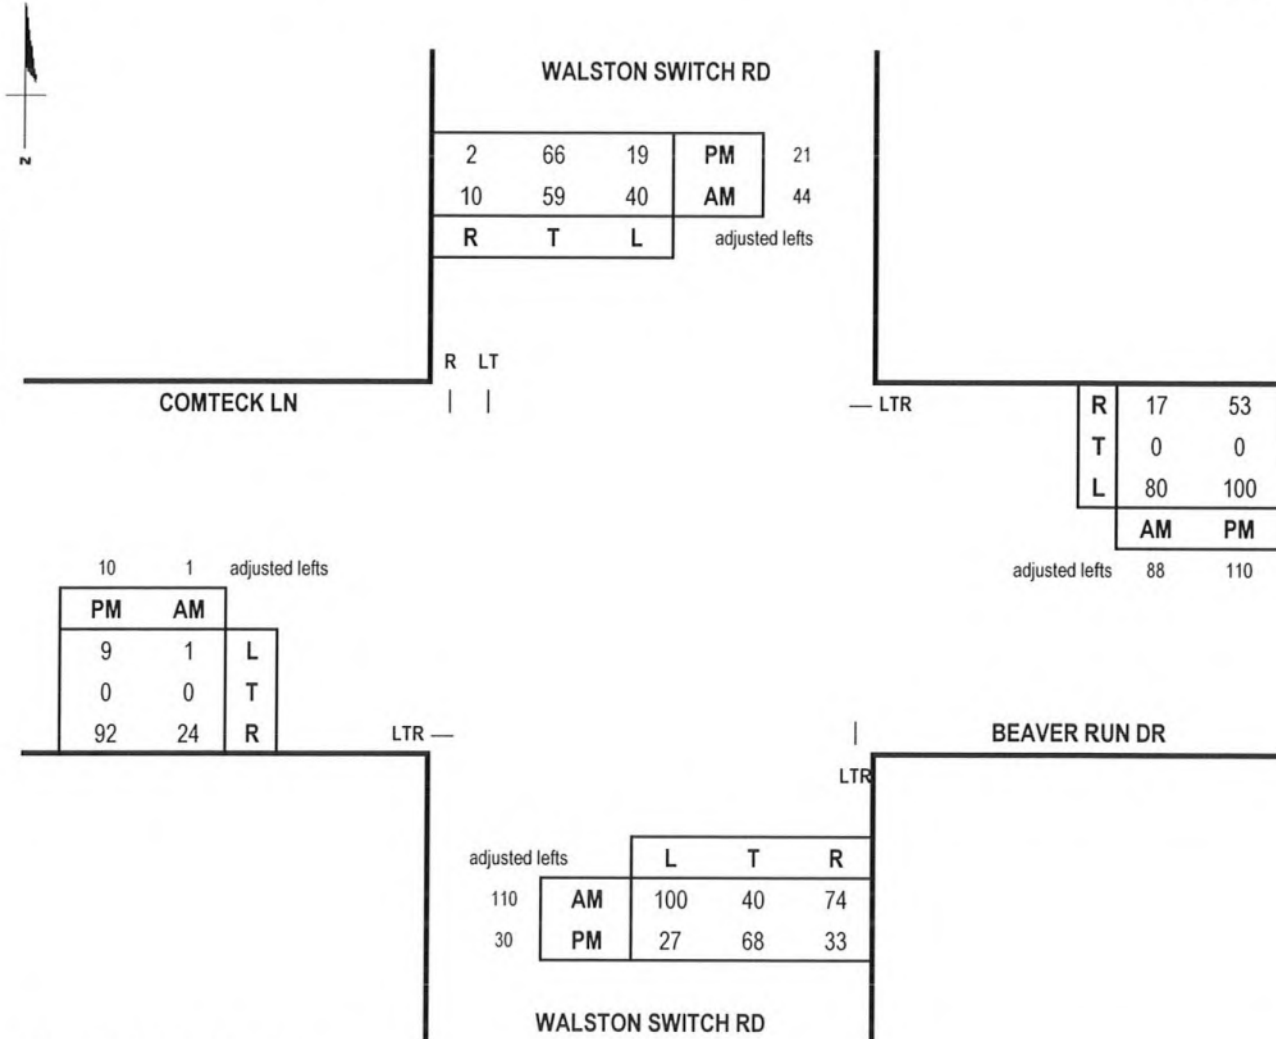 WALSTON SWITCH RD
2 66 19 PM 21
10 59 40 AM 44
R T L adjusted lefts
N
R LT
COMTECK LN
— LTR
R 17 53
T 0 0
L 80 100
AM PM
adjusted lefts 88 110
10 1 adjusted lefts
PM AM
9 1 L
0 0 T
92 24 R
LTR —
BEAVER RUN DR
LTR
adjusted lefts L T R
110 AM 100 40 74
30 PM 27 68 33
WALSTON SWITCH RD